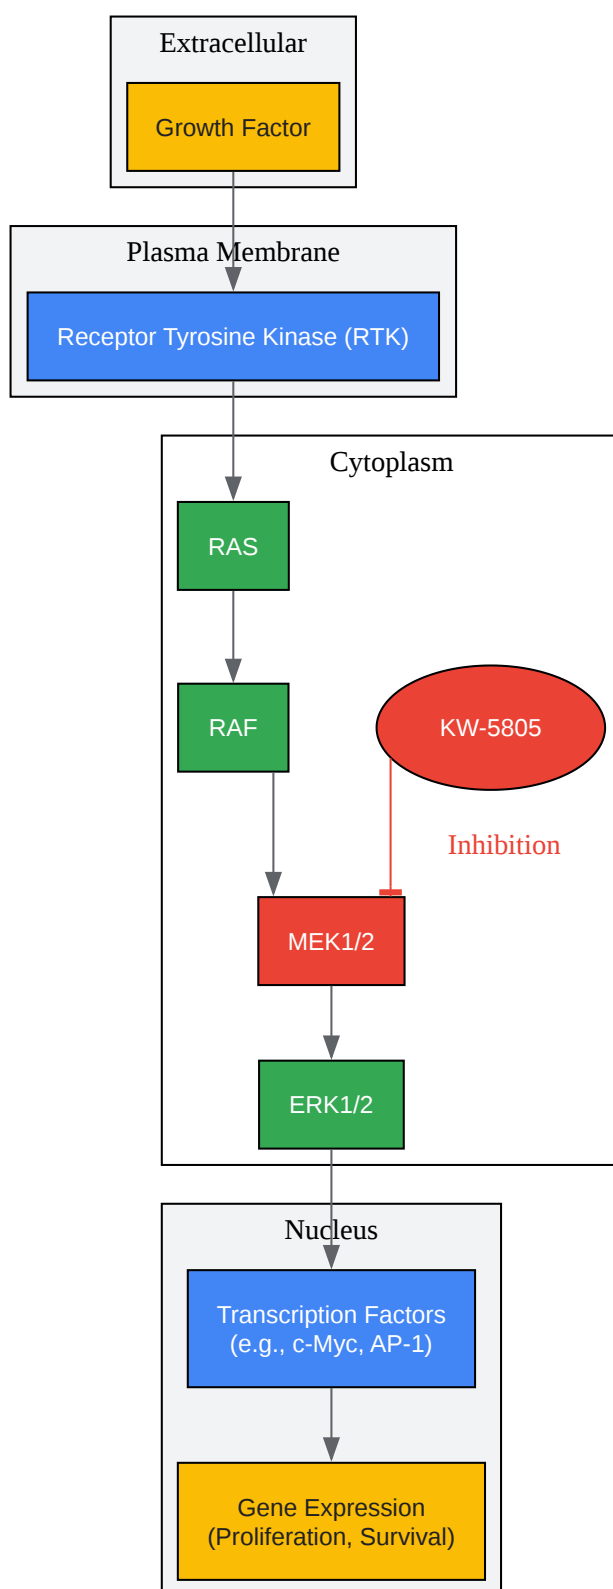 Extracellular
Growth Factor
Plasma Membrane
Receptor Tyrosine Kinase (RTK)
Cytoplasm
RAS
RAF
KW-5805
Inhibition
MEK1/2
ERK1/2
Nucleus
Transcription Factors
(e.g., c-Myc, AP-1)
Gene Expression
(Proliferation, Survival)